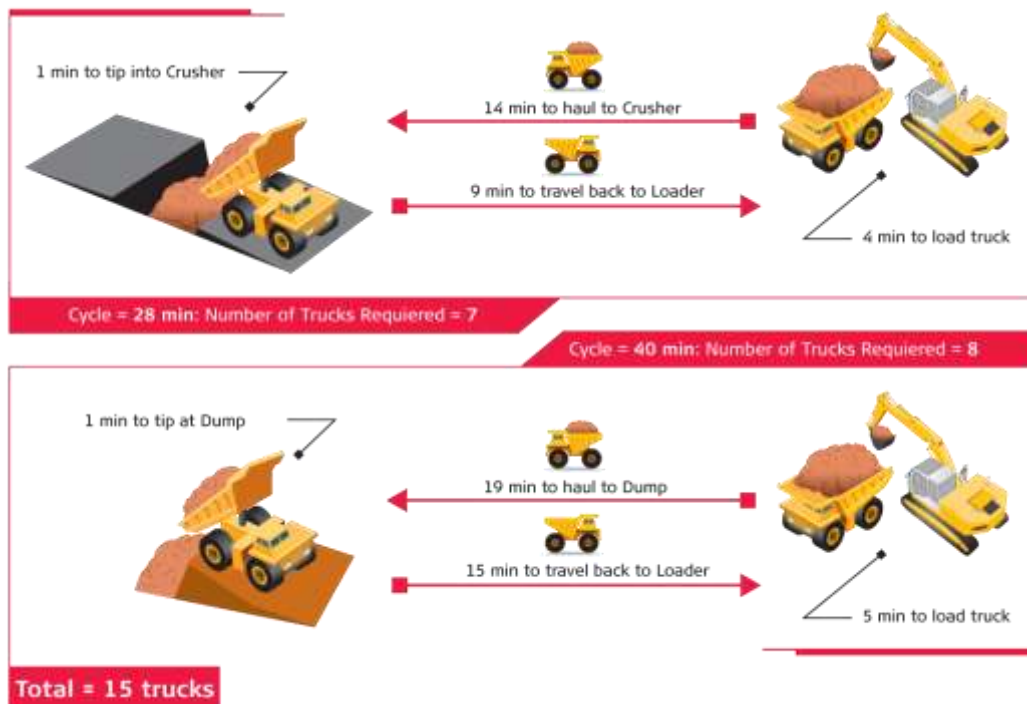 1 min to tip into Crusher
14 min to haul to Crusher
9 min to travel back to Loader
4 min to load truck
Cycle = 28 min: Number of Trucks Requiered = 7
Cycle = 40 min: Number of Trucks Requiered = 8
1 min to tip at Dump
19 min to haul to Dump
15 min to travel back to Loader
5 min to load truck
Total = 15 trucks